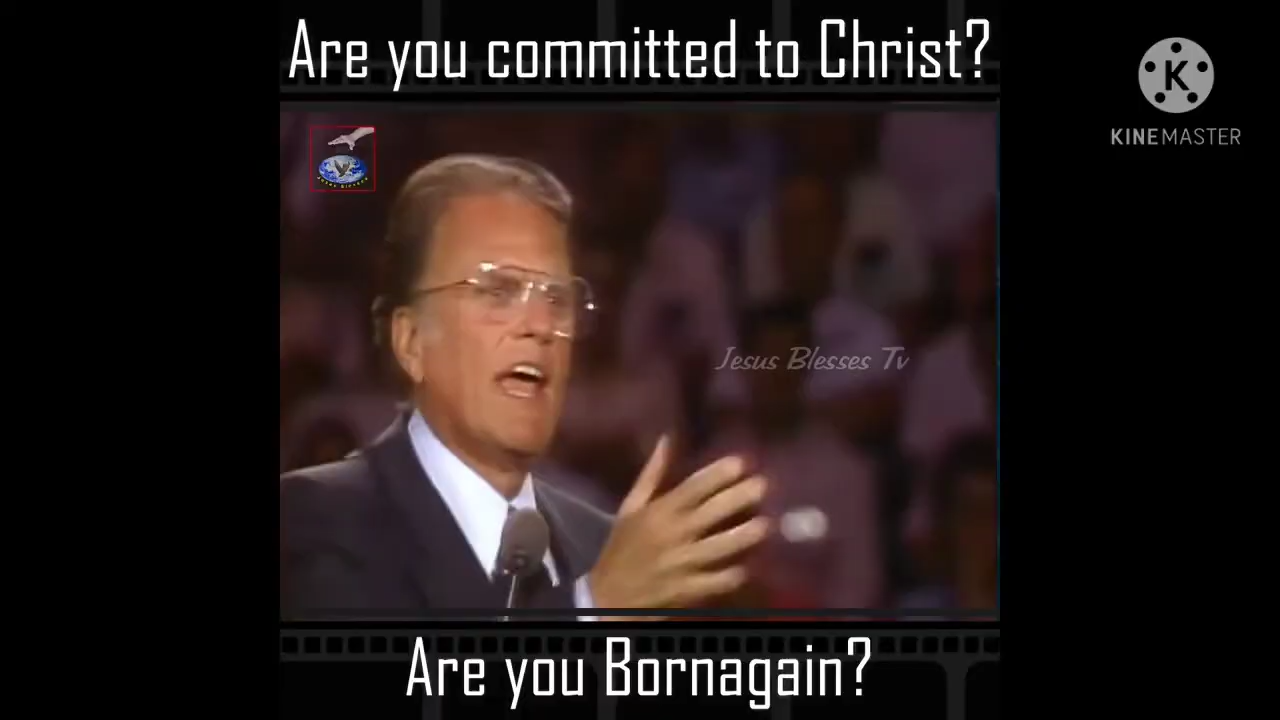 Are you committed to Christ?
K
KINEMASTER
Jesus Blesses Tv
Are you Bornagain?